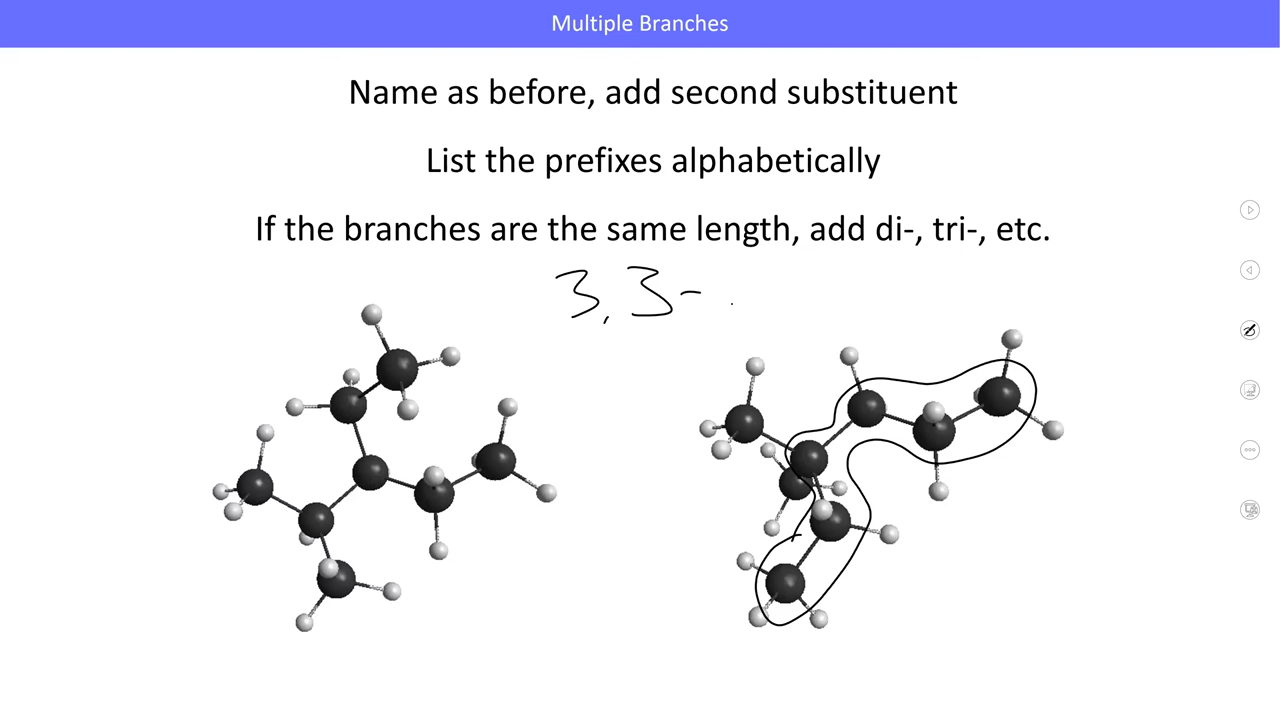 Multiple Branches
Name as before, add second substituent
List the prefixes alphabetically
If the branches are the same length, add di-, tri-, etc.
3,3-